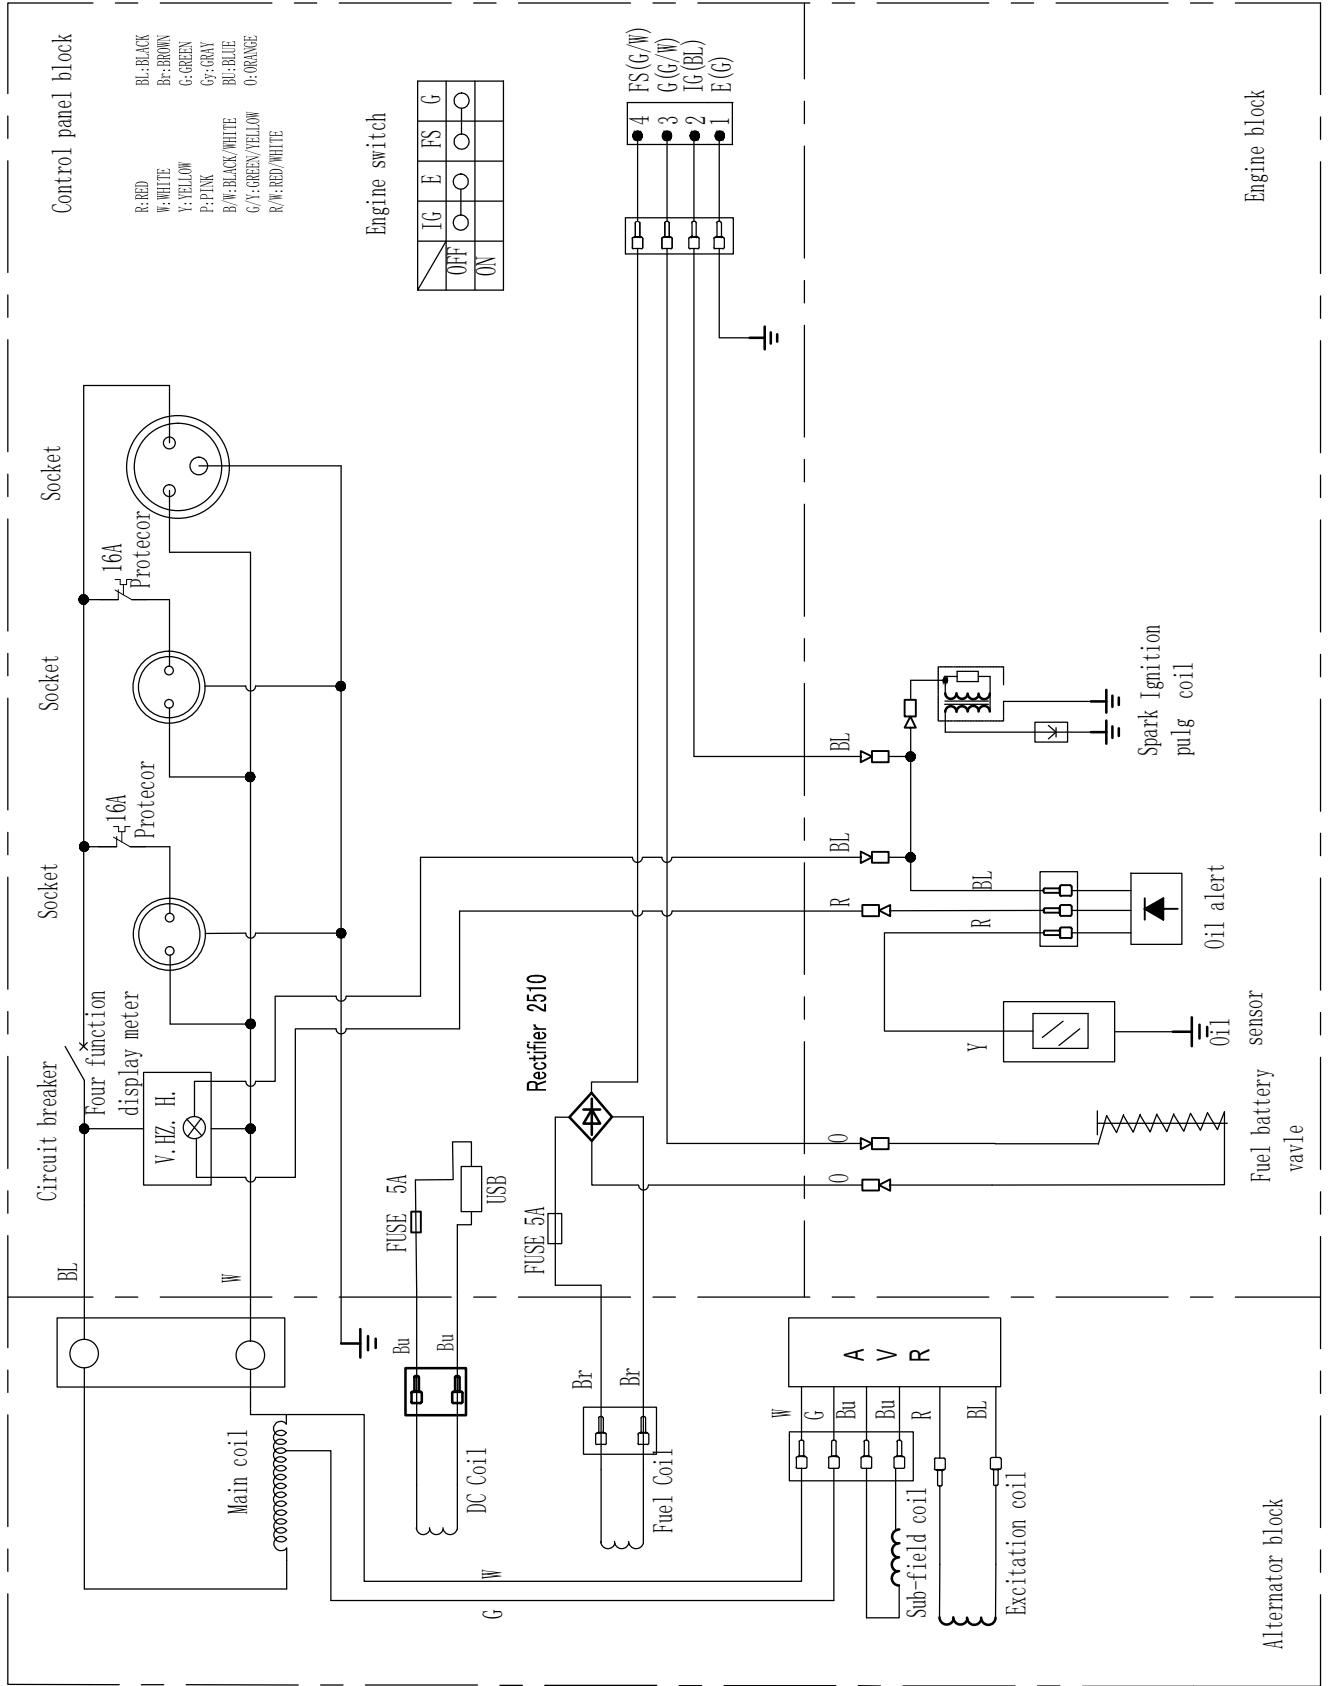 Control panel block
R:RED
BL:BLACK
W:WHITE
Br:BROWN
Y:YELLOW
G:GREEN
P:PINK
Gy:GRAY
B/W:BLACK/WHITE
BU:BLUE
G/Y:GREEN/YELLOW
O:ORANGE
R/W:RED/WHITE
Engine switch
IG E FS G
OFF
ON
FS(G/W)
G(G/W)
IG(BL)
E(G)
4
3
2
1
Circuit breaker
Four function
display meter
V.HZ. H.
Socket
16A
Protecor
Socket
16A
Protecor
Socket
BL
W
FUSE 5A
USB
Rectifier 2510
FUSE 5A
Bu
Bu
Br
Br
Main coil
DC Coil
Fuel Coil
W
G
A V R
W
G
Bu
Bu
R
BL
Sub-field coil
Excitation coil
Alternator block
O
O
R
BL
BL
Y
R
BL
Fuel battery
vavle
Oil
sensor
Oil alert
Spark Ignition
pulg coil
Engine block